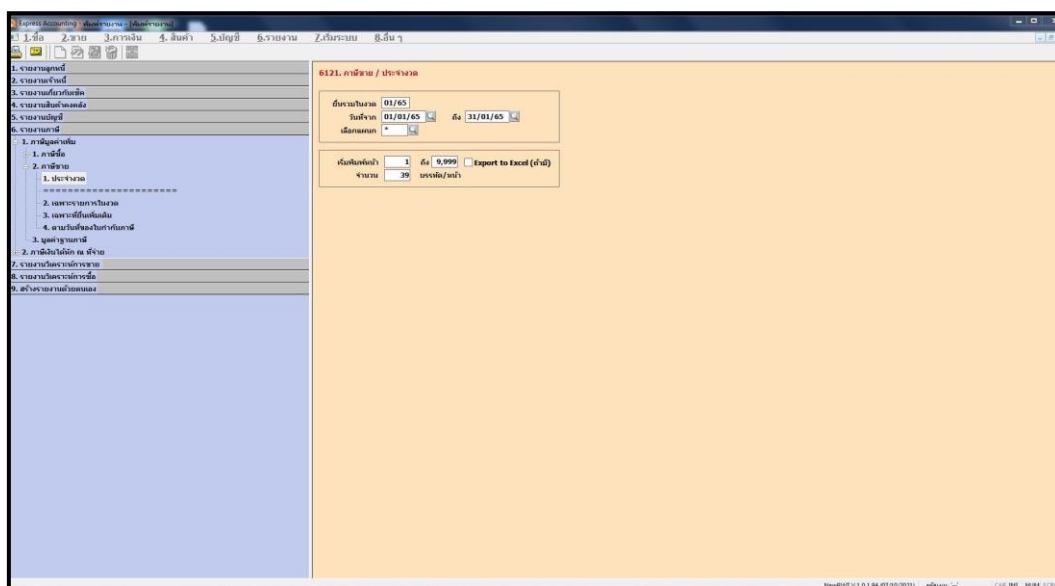 Express Accounting - พิมพ์รายงาน - [พิมพ์รายงาน]
1.ซื้อ 2.ขาย 3.การเงิน 4.สินค้า 5.บัญชี 6.รายงาน 7.เริ่มระบบ 8.อื่น ๆ
1. รายงานลูกหนี้
2. รายงานเจ้าหนี้
3. รายงานเกี่ยวกับเช็ค
4. รายงานสินค้าคงคลัง
5. รายงานบัญชี
6. รายงานภาษี
1. ภาษีมูลค่าเพิ่ม
1. ภาษีซื้อ
2. ภาษีขาย
1. ประจำงวด
=======================
2. เฉพาะรายการในงวด
3. เฉพาะที่ยื่นเพิ่มเติม
4. ตามวันที่ของใบกำกับภาษี
3. มูลค่าฐานภาษี
2. ภาษีเงินได้หัก ณ ที่จ่าย
7. รายงานวิเคราะห์การขาย
8. รายงานวิเคราะห์การซื้อ
9. สร้างรายงานด้วยตนเอง
6121. ภาษีขาย / ประจำงวด
ยื่นรวมในงวด 01/65
วันที่จาก 01/01/65 ถึง 31/01/65
เลือกแผนก *
เริ่มพิมพ์หน้า 1 ถึง 9,999 Export to Excel (ถ้ามี)
จำนวน 39 บรรทัด/หน้า